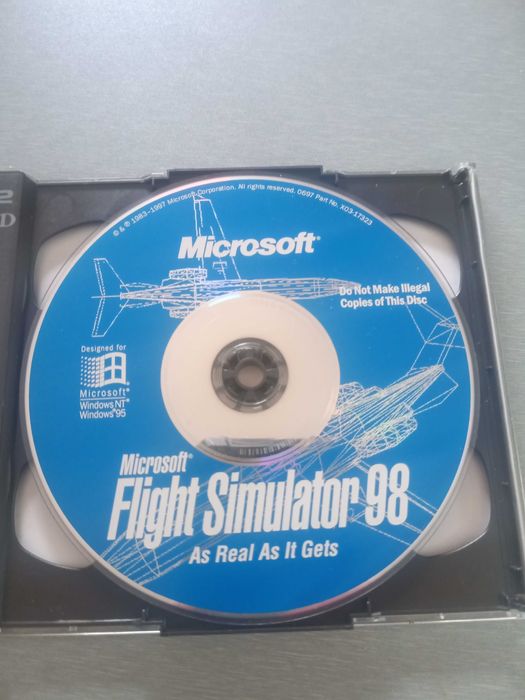 © & ℗ 1983–1997 Microsoft Corporation. All rights reserved. 0697 Part No. X03-17323
Microsoft®
Do Not Make Illegal
Copies of This Disc
Designed for
Microsoft®
Windows NT®
Windows®95
Microsoft®
Flight Simulator 98
As Real As It Gets
2
D